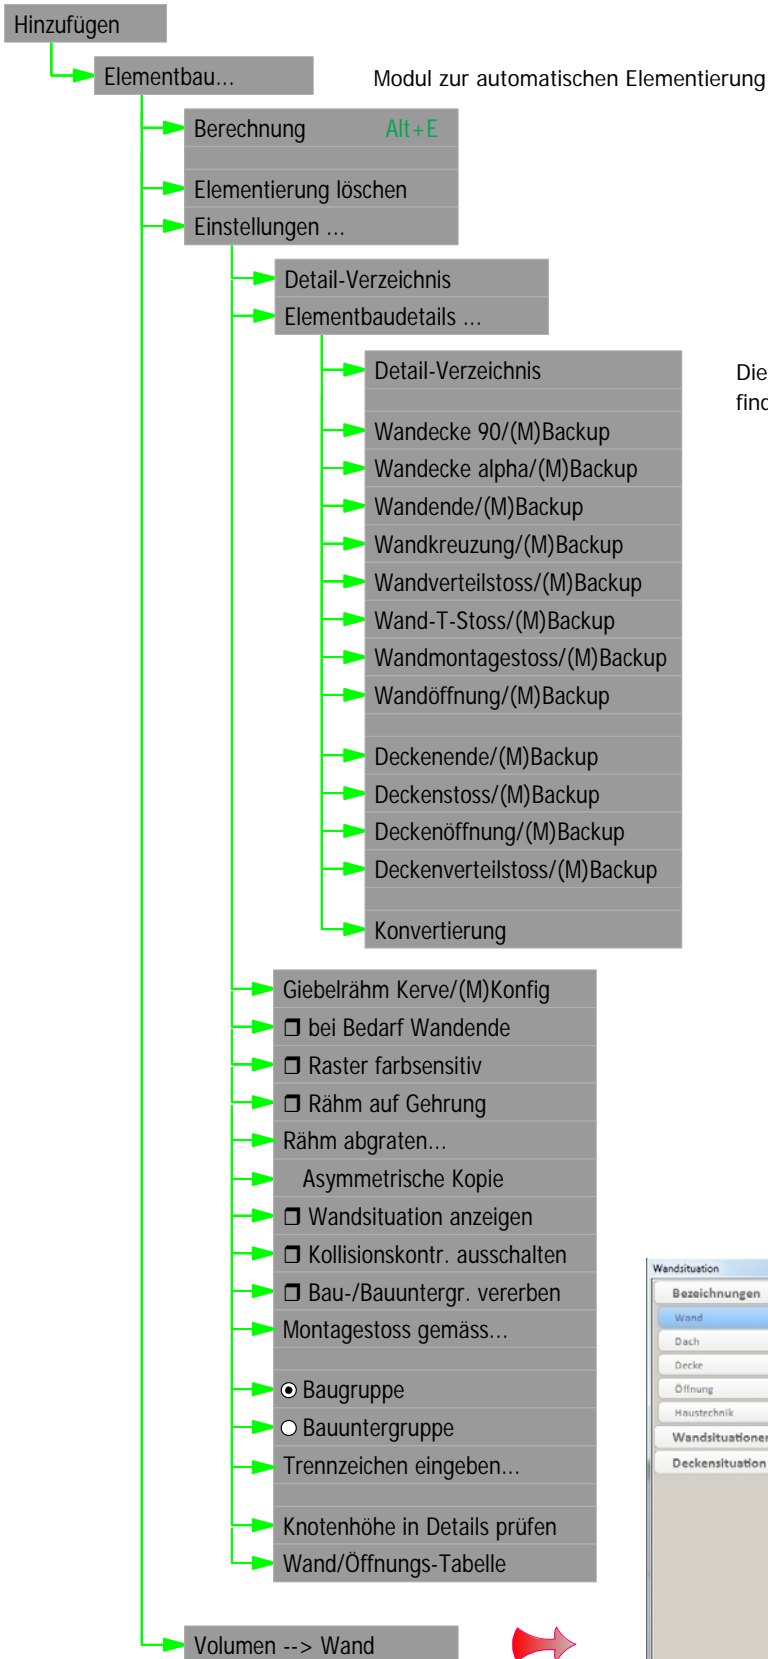 Hinzufügen
Elementbau...
Modul zur automatischen Elementierung
Berechnung Alt+E
Elementierung löschen
Einstellungen ...
Detail-Verzeichnis
Elementbaudetails ...
Detail-Verzeichnis
Die
Wandecke 90/(M)Backup
Wandecke alpha/(M)Backup
Wandende/(M)Backup
Wandkreuzung/(M)Backup
Wandverteilstoss/(M)Backup
Wand-T-Stoss/(M)Backup
Wandmontagestoss/(M)Backup
Wandöffnung/(M)Backup
Deckenende/(M)Backup
Deckenstoss/(M)Backup
Deckenöffnung/(M)Backup
Deckenverteilstoss/(M)Backup
Konvertierung
Giebelrähm Kerve/(M)Konfig
bei Bedarf Wandende
Raster farbsensitiv
Rähm auf Gehrung
Rähm abgraten...
Asymmetrische Kopie
Wandsituation anzeigen
Kollisionskontr. ausschalten
Bau-/Bauuntergr. vererben
Montagestoss gemäss...
Baugruppe
Bauuntergruppe
Trennzeichen eingeben...
Knotenhöhe in Details prüfen
Wand/Öffnungs-Tabelle
Wandsituation
Bezeichnungen
Wand
Dach
Decke
Öffnung
Haustechnik
Wandsituationen
Deckensituation
Volumen --> Wand